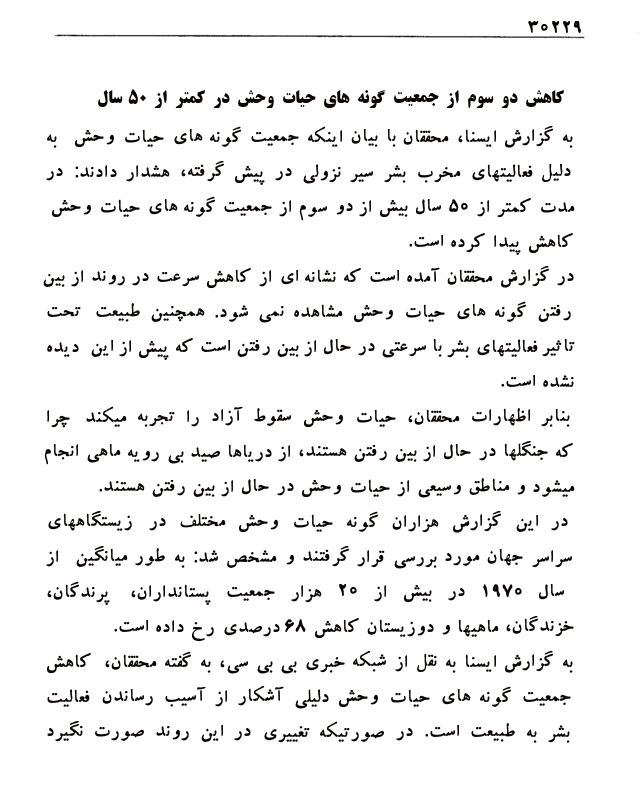 ۳۰۲۲۹
کاهش دو سوم از جمعیت گونه های حیات وحش در کمتر از ۵۰ سال
به گزارش ایسنا، محققان با بیان اینکه جمعیت گونه های حیات وحش به
دلیل فعالیتهای مخرب بشر سیر نزولی در پیش گرفته، هشدار دادند: در
مدت کمتر از ۵۰ سال بیش از دو سوم از جمعیت گونه های حیات وحش
کاهش پیدا کرده است.
در گزارش محققان آمده است که نشانه ای از کاهش سرعت در روند از بین
رفتن گونه های حیات وحش مشاهده نمی شود. همچنین طبیعت تحت
تاثیر فعالیتهای بشر با سرعتی در حال از بین رفتن است که پیش از این دیده
نشده است.
بنابر اظهارات محققان، حیات وحش سقوط آزاد را تجربه میکند چرا
که جنگلها در حال از بین رفتن هستند، از دریاها صید بی رویه ماهی انجام
میشود و مناطق وسیعی از حیات وحش در حال از بین رفتن هستند.
در این گزارش هزاران گونه حیات وحش مختلف در زیستگاههای
سراسر جهان مورد بررسی قرار گرفتند و مشخص شد: به طور میانگین از
سال ۱۹۷۰ در بیش از ۲۰ هزار جمعیت پستانداران، پرندگان،
خزندگان، ماهیها و دوزیستان کاهش ۶۸ درصدی رخ داده است.
به گزارش ایسنا به نقل از شبکه خبری بی بی سی، به گفته محققان، کاهش
جمعیت گونه های حیات وحش دلیلی آشکار از آسیب رساندن فعالیت
بشر به طبیعت است. در صورتیکه تغییری در این روند صورت نگیرد